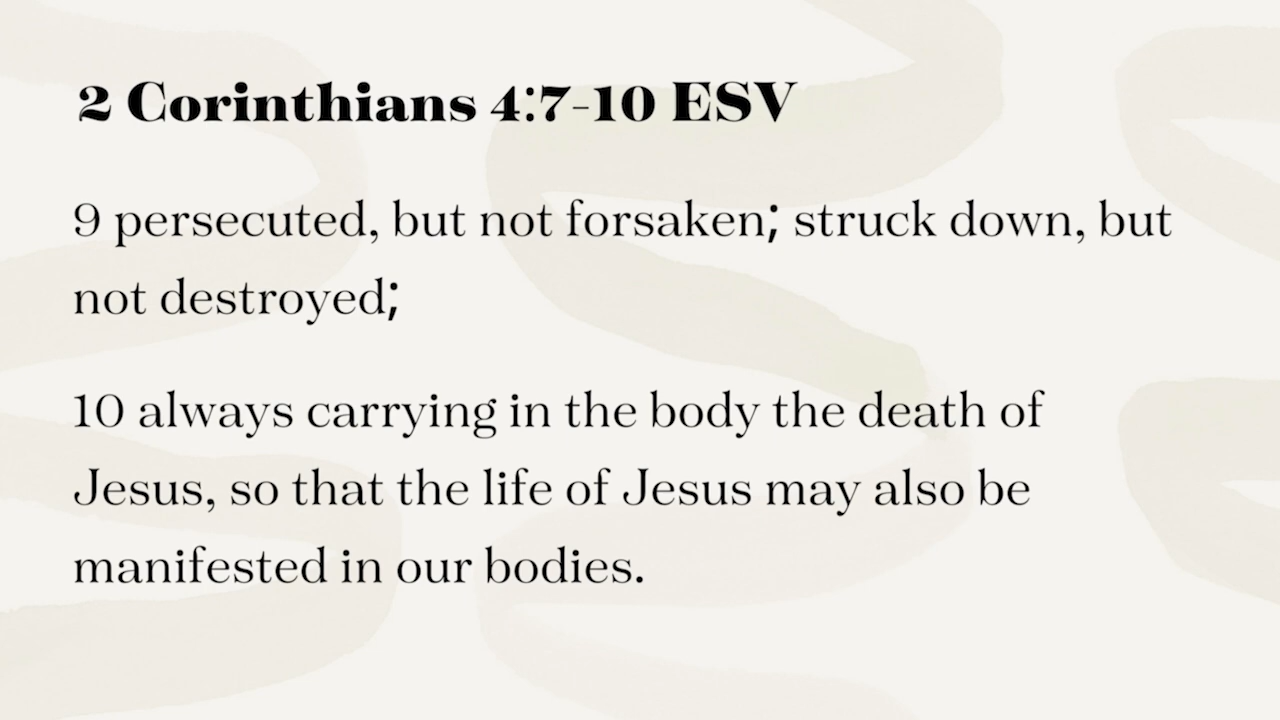 2 Corinthians 4:7-10 ESV
9 persecuted, but not forsaken; struck down, but
not destroyed;
10 always carrying in the body the death of
Jesus, so that the life of Jesus may also be
manifested in our bodies.